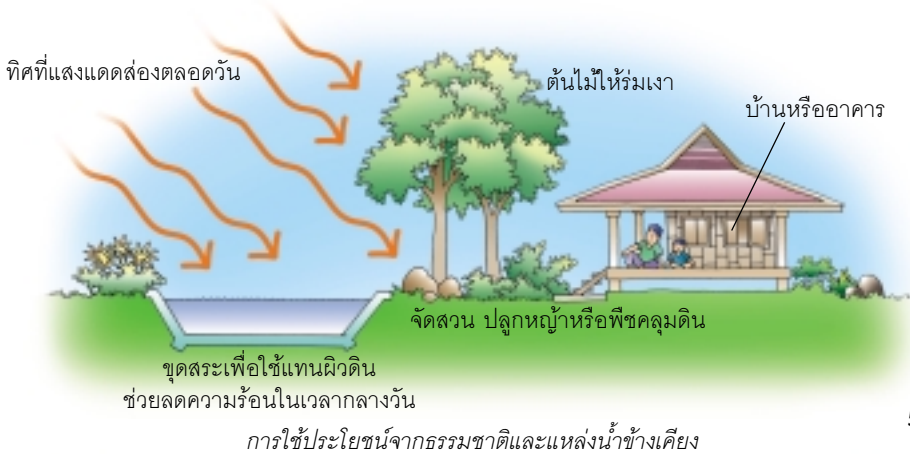 ทิศที่แสงแดดส่องตลอดวัน
ต้นไม้ให้ร่มเงา
บ้านหรืออาคาร
จัดสวน ปลูกหญ้าหรือพืชคลุมดิน
ขุดสระเพื่อใช้แทนผิวดิน
ช่วยลดความร้อนในเวลากลางวัน
การใช้ประโยชน์จากธรรมชาติและแหล่งน้ำข้างเคียง